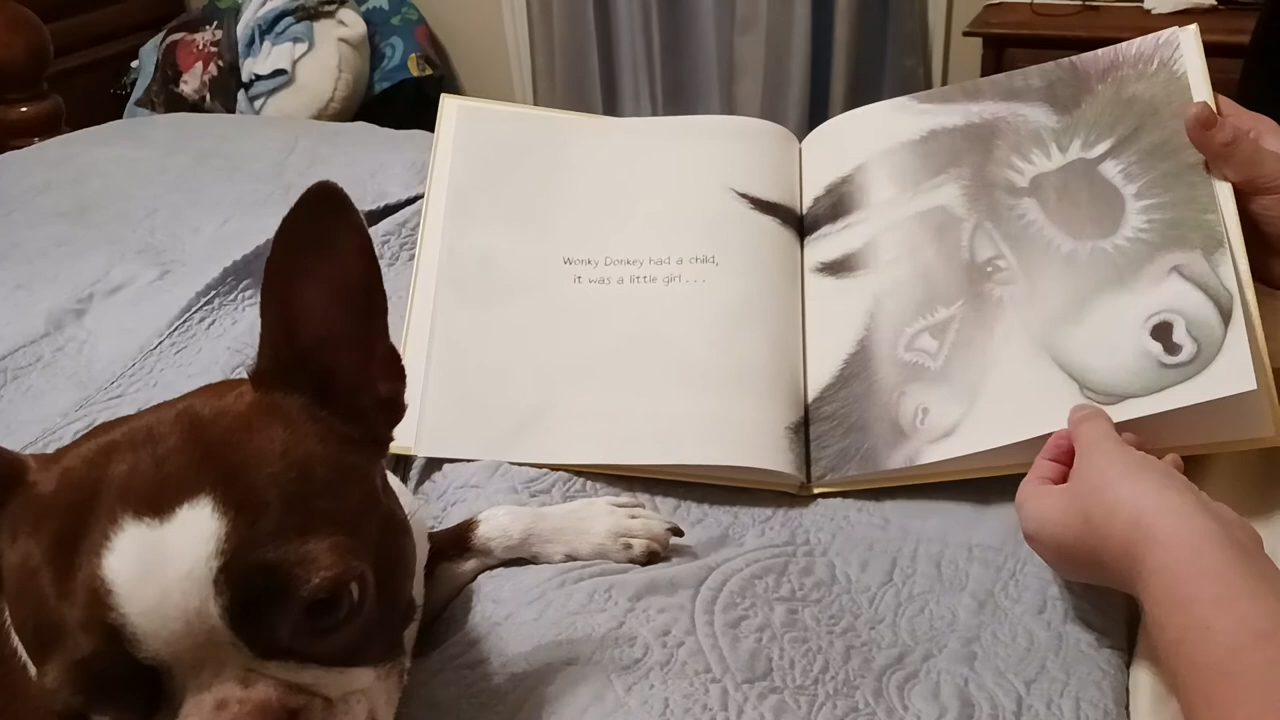 Wonky Donkey had a child,
it was a little girl . . .